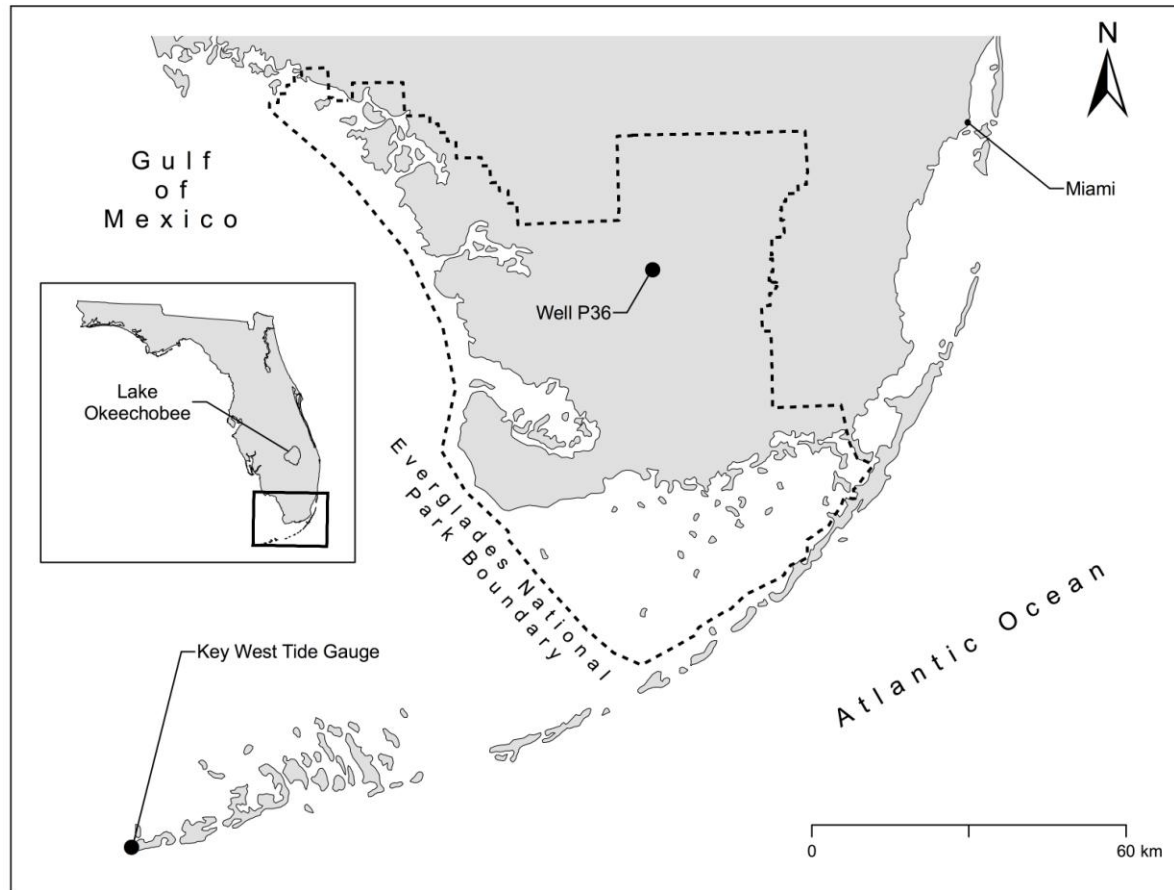 N
Gulf
of
Mexico
Miami
Well P36
Lake
Okeechobee
Everglades National
Park Boundary
Key West Tide Gauge
Atlantic Ocean
0
60 km